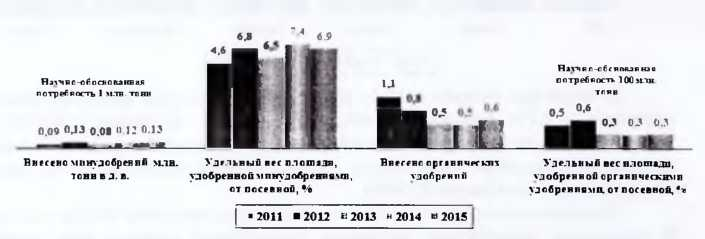 4,6 6,8 6,5 7,4 6,9
Научно-обоснованная
потребность 1 млн. тонн
Научно-обснованная
потребность 100 млн.
тонн
0,09 0,13 0,08 0,12 0,13
1,1 0,8 0,5 0,5 0,6
0,5 0,6 0,3 0,3 0,3
Внесено минудобрений млн.
тонн в д. в.
Удельный вес площади,
удобренной минудобрениями,
от посевной, %
Внесено органических
удобрений
Удельный вес площади,
удобренной органическими
удобрениями, от посевной, %
2011 2012 2013 2014 2015